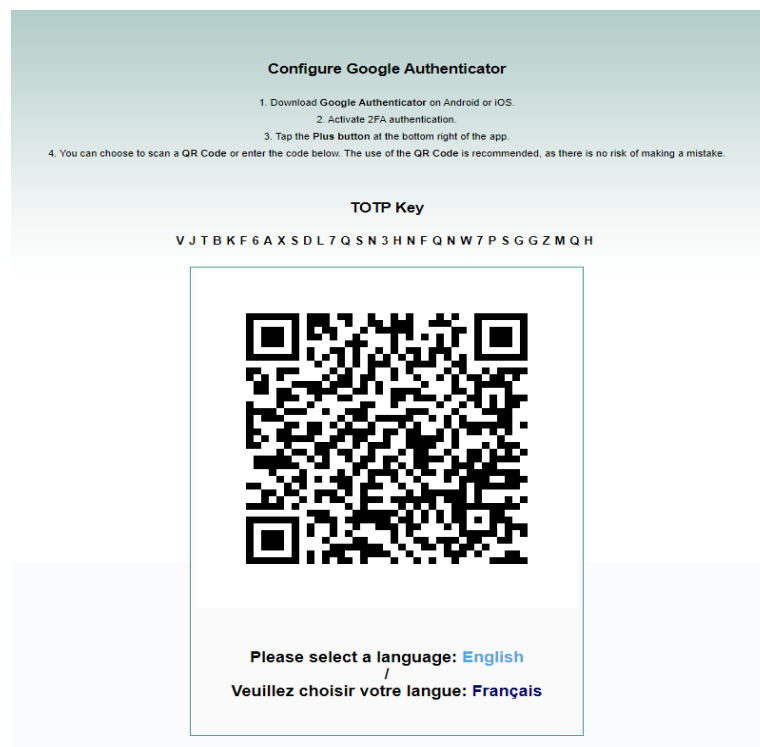 Configure Google Authenticator
1. Download Google Authenticator on Android or iOS.
2. Activate 2FA authentication.
3. Tap the Plus button at the bottom right of the app.
4. You can choose to scan a QR Code or enter the code below. The use of the QR Code is recommended, as there is no risk of making a mistake.
TOTP Key
V J T B K F 6 A X S D L 7 Q S N 3 H N F Q N W 7 P S G G Z M Q H
Please select a language: English
/
Veuillez choisir votre langue: Français